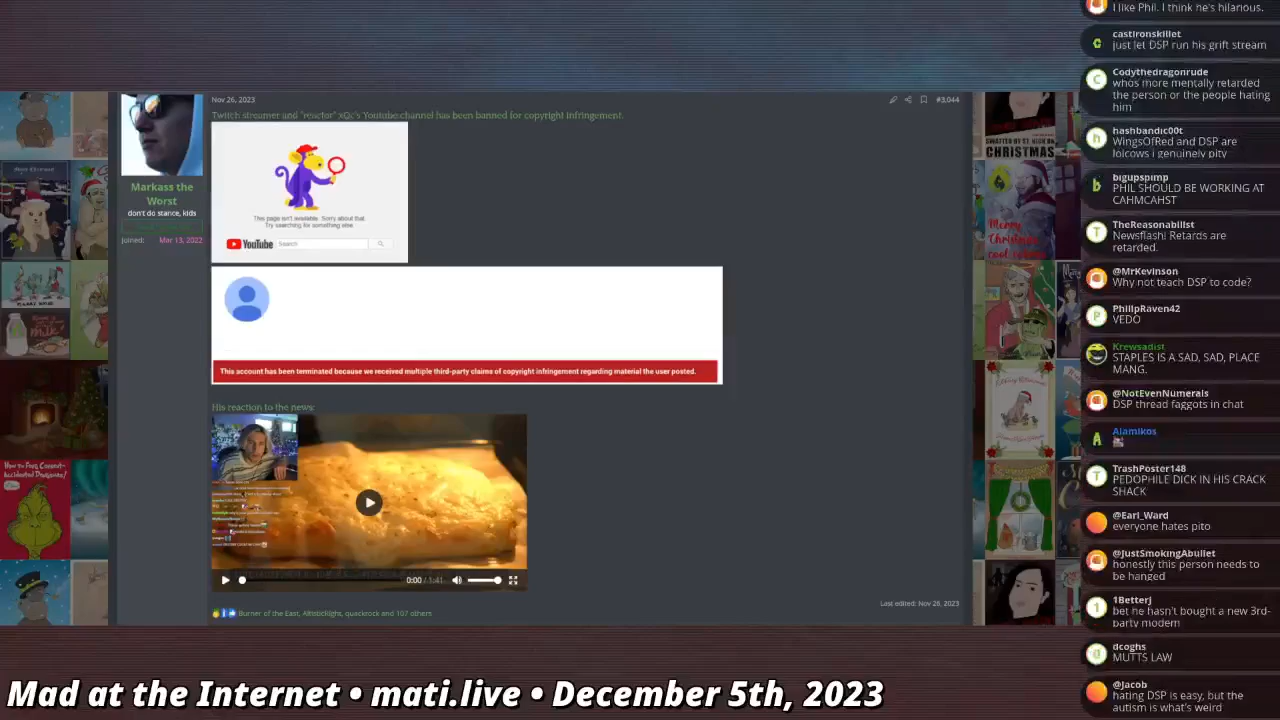 Nov 26, 2023
#3,044
Twitch streamer and "reactor" xQc's Youtube channel has been banned for copyright infringement.
Markass the
Worst
don't do stance, kids
Joined: Mar 13, 2022
This page isn't available. Sorry about that.
Try searching for something else.
YouTube
Search
This account has been terminated because we received multiple third-party claims of copyright infringement regarding material the user posted.
His reaction to the news:
0:00 / 1:41
Last edited: Nov 26, 2023
Burner of the East, AltisticRight, quackrock and 107 others
CHRISTMAS
Merry
Christmas
milk
Mad at the Internet • mati.live • December 5th, 2023
I like Phil. I think he's hilarious.
castironskillet
just let DSP run his grift stream
Codythedragonrude
whos more mentally retarded
the person or the people hating
him
hashbandic00t
WingsOfRed and DSP are
lolcows i genuinely pity
bigupspimp
PHIL SHOULD BE WORKING AT
CAHMCAHST
TheReasonablist
Newsflash: Retards are
retarded.
@MrKevinson
Why not teach DSP to code?
PhilipRaven42
VEDO
Krewsadist
STAPLES IS A SAD, SAD, PLACE
MANG.
@NotEvenNumerals
DSP thread faggots in chat
Alamikos
TrashPoster148
PEDOPHILE DICK IN HIS CRACK
SHACK
@Earl_Ward
everyone hates pito
@JustSmokingAbullet
honestly this person needs to
be hanged
1Betterj
bet he hasn't bought a new 3rd-
party modem
dcoghs
MUTTS LAW
@Jacob
hating DSP is easy, but the
autism is what's weird